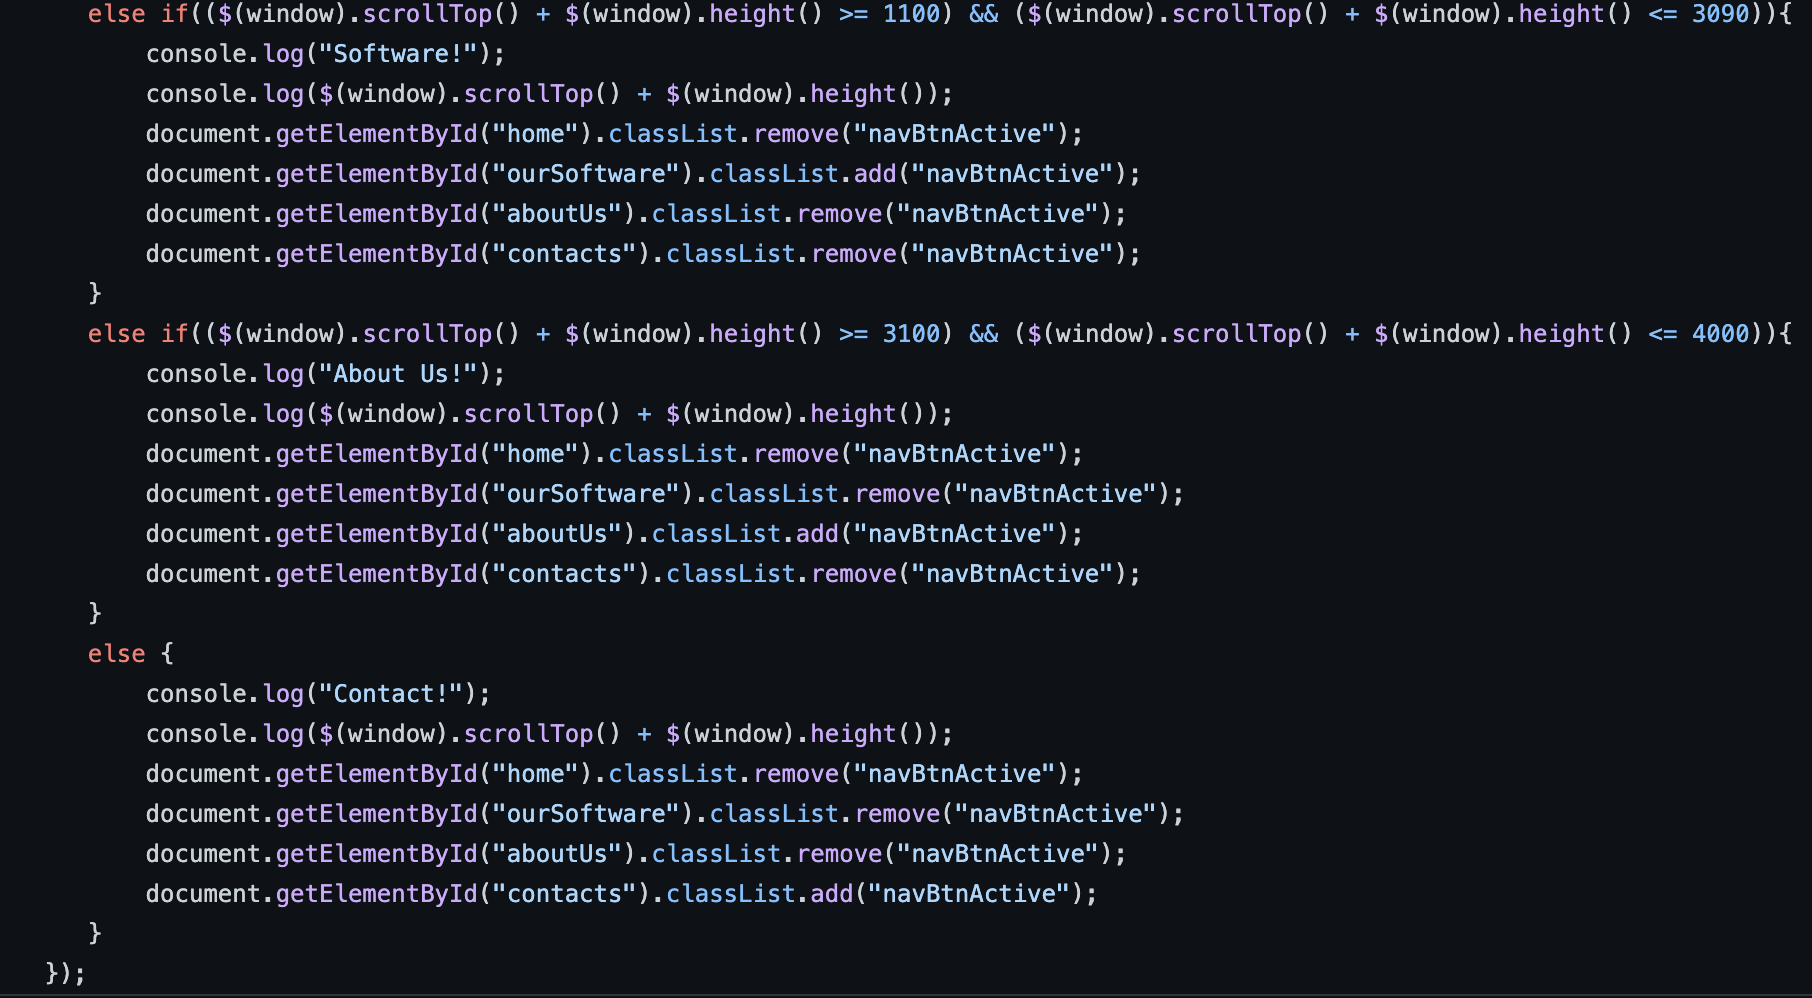 else if(($(window).scrollTop() + $(window).height() >= 1100) && ($(window).scrollTop() + $(window).height() <= 3090)){
console.log("Software!");
console.log($(window).scrollTop() + $(window).height());
document.getElementById("home").classList.remove("navBtnActive");
document.getElementById("ourSoftware").classList.add("navBtnActive");
document.getElementById("aboutUs").classList.remove("navBtnActive");
document.getElementById("contacts").classList.remove("navBtnActive");
}
else if(($(window).scrollTop() + $(window).height() >= 3100) && ($(window).scrollTop() + $(window).height() <= 4000)){
console.log("About Us!");
console.log($(window).scrollTop() + $(window).height());
document.getElementById("home").classList.remove("navBtnActive");
document.getElementById("ourSoftware").classList.remove("navBtnActive");
document.getElementById("aboutUs").classList.add("navBtnActive");
document.getElementById("contacts").classList.remove("navBtnActive");
}
else {
console.log("Contact!");
console.log($(window).scrollTop() + $(window).height());
document.getElementById("home").classList.remove("navBtnActive");
document.getElementById("ourSoftware").classList.remove("navBtnActive");
document.getElementById("aboutUs").classList.remove("navBtnActive");
document.getElementById("contacts").classList.add("navBtnActive");
}
});